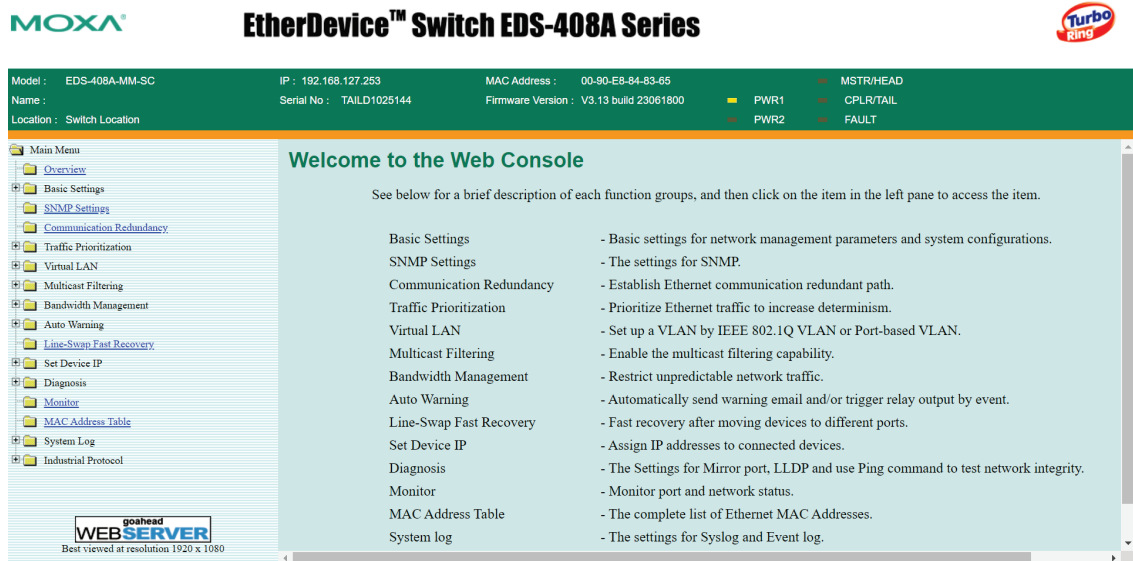 MOXA®
EtherDevice™ Switch EDS-408A Series
Turbo Ring
Model : EDS-408A-MM-SC IP : 192.168.127.253 MAC Address : 00-90-E8-84-83-65 MSTR/HEAD
Name : Serial No : TAILD1025144 Firmware Version : V3.13 build 23061800 PWR1 CPLR/TAIL
Location : Switch Location PWR2 FAULT
Main Menu
Overview
Basic Settings
SNMP Settings
Communication Redundancy
Traffic Prioritization
Virtual LAN
Multicast Filtering
Bandwidth Management
Auto Warning
Line-Swap Fast Recovery
Set Device IP
Diagnosis
Monitor
MAC Address Table
System Log
Industrial Protocol
goahead
WEBSERVER
Best viewed at resolution 1920 x 1080
Welcome to the Web Console
See below for a brief description of each function groups, and then click on the item in the left pane to access the item.
Basic Settings - Basic settings for network management parameters and system configurations.
SNMP Settings - The settings for SNMP.
Communication Redundancy - Establish Ethernet communication redundant path.
Traffic Prioritization - Prioritize Ethernet traffic to increase determinism.
Virtual LAN - Set up a VLAN by IEEE 802.1Q VLAN or Port-based VLAN.
Multicast Filtering - Enable the multicast filtering capability.
Bandwidth Management - Restrict unpredictable network traffic.
Auto Warning - Automatically send warning email and/or trigger relay output by event.
Line-Swap Fast Recovery - Fast recovery after moving devices to different ports.
Set Device IP - Assign IP addresses to connected devices.
Diagnosis - The Settings for Mirror port, LLDP and use Ping command to test network integrity.
Monitor - Monitor port and network status.
MAC Address Table - The complete list of Ethernet MAC Addresses.
System log - The settings for Syslog and Event log.